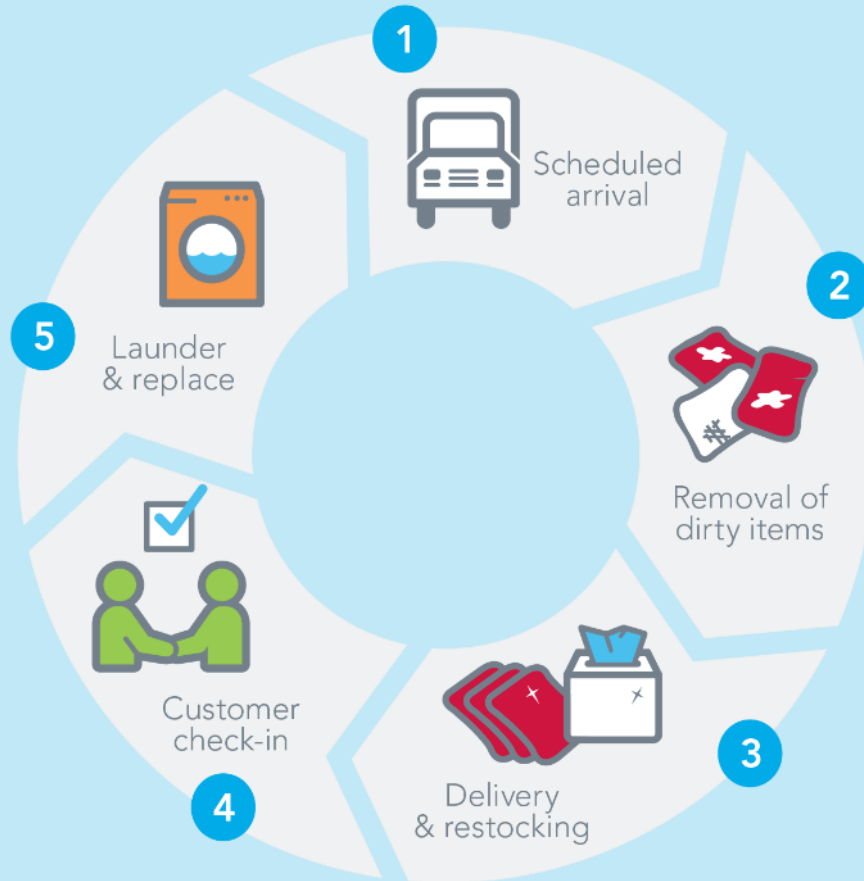 1
Scheduled
arrival
2
Removal of
dirty items
3
Delivery
& restocking
4
Customer
check-in
5
Launder
& replace